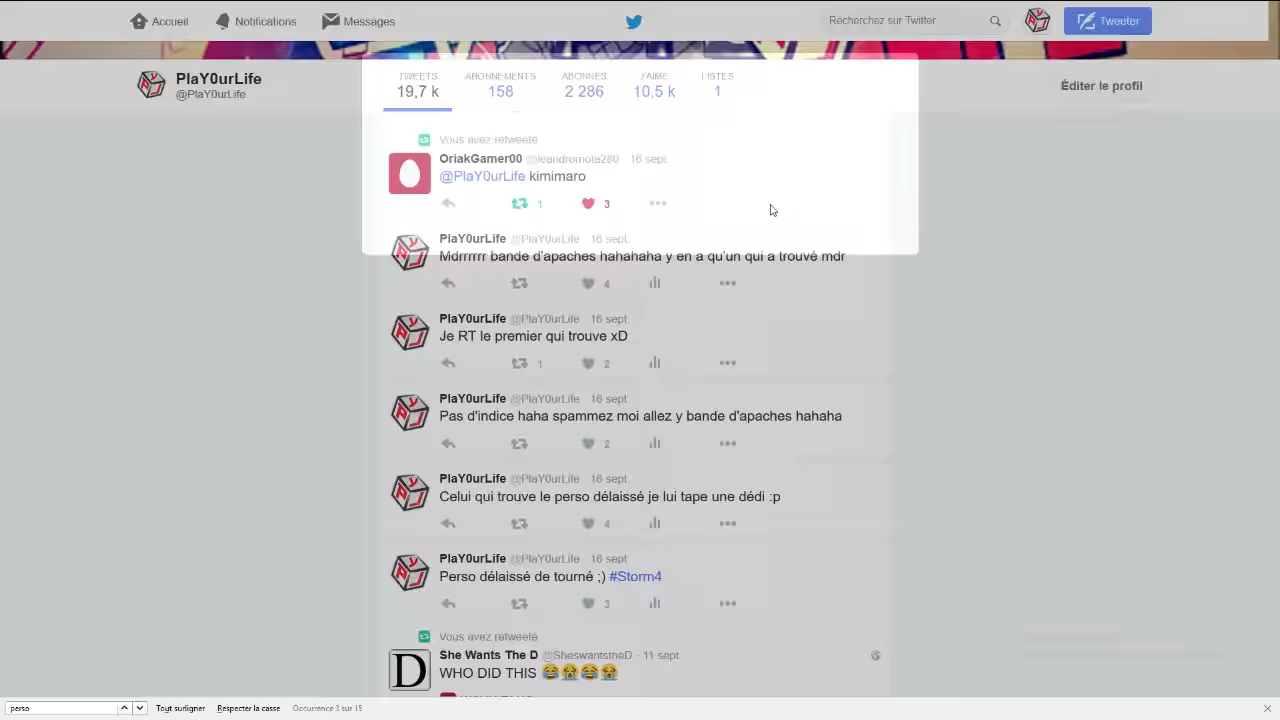 Accueil Notifications Messages Recherchez sur Twitter Tweeter
PlaY0urLife
@PlaY0urLife
TWEETS ABONNEMENTS ABONNÉS J'AIME LISTES
19,7 k 158 2 286 10,5 k 1
Éditer le profil
Vous avez retweeté
OriakGamer00 @leandromota280 16 sept.
@PlaY0urLife kimimaro
1 3
PlaY0urLife @PlaY0urLife 16 sept.
Mdrrrrrr bande d'apaches hahahaha y en a qu'un qui a trouvé mdr
4
PlaY0urLife @PlaY0urLife 16 sept.
Je RT le premier qui trouve xD
1 2
PlaY0urLife @PlaY0urLife 16 sept.
Pas d'indice haha spammez moi allez y bande d'apaches hahaha
2
PlaY0urLife @PlaY0urLife 16 sept.
Celui qui trouve le perso délaissé je lui tape une dédi :p
4
PlaY0urLife @PlaY0urLife 16 sept.
Perso délaissé de tourné ;) #Storm4
3
Vous avez retweeté
She Wants The D @SheswantstheD · 11 sept.
D
WHO DID THIS 😂😭😂😭
perso Tout surligner Respecter la casse Occurrence 3 sur 15